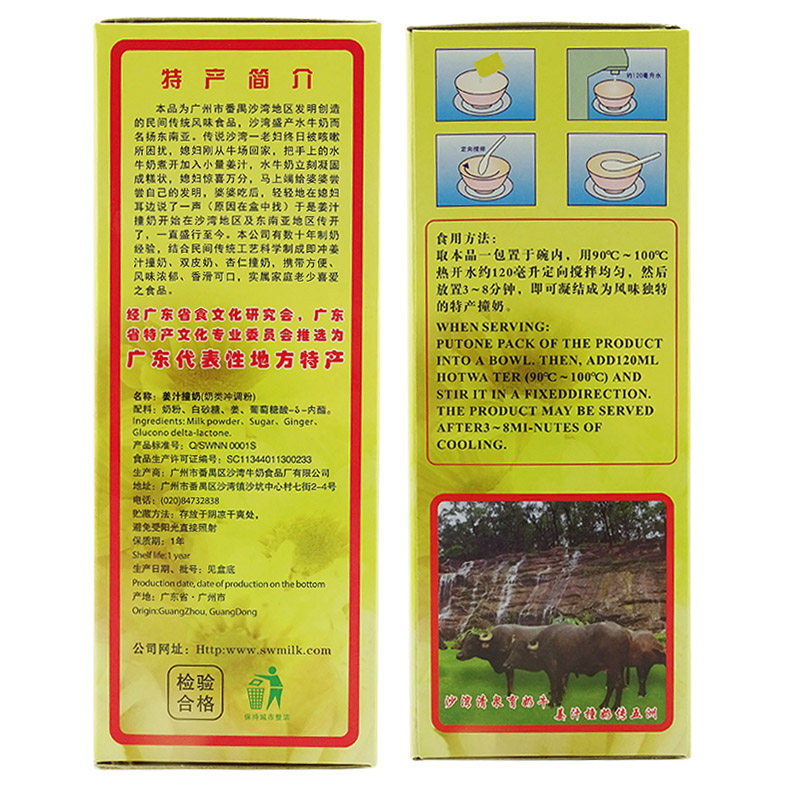 特产简介
本品为广州市番禺沙湾地区发明创造
的民间传统风味食品，沙湾盛产水牛奶而
名扬东南亚。传说沙湾一老妇终日被咳嗽
所困扰，媳妇刚从牛场回家，把手上的水
牛奶煮开加入小量姜汁，水牛奶立刻凝固
成糕状，媳妇惊喜万分，马上端给婆婆尝
尝自己的发明，婆婆吃后，轻轻地在媳妇
耳边说了一声（原因在盒中找）于是姜汁
撞奶开始在沙湾地区及东南亚地区传开
了，一直盛行至今。本公司有数十年制奶
经验，结合民间传统工艺科学制成即冲姜
汁撞奶、双皮奶、杏仁撞奶，携带方便、
风味浓郁、香滑可口，实属家庭老少喜爱
之食品。
经广东省食文化研究会，广东
省特产文化专业委员会推选为
广东代表性地方特产
名称：姜汁撞奶(奶类冲调粉)
配料：奶粉、白砂糖、姜、葡萄糖酸-δ-内酯。
Ingredients: Milk powder、Sugar、Ginger、
Glucono delta-lactone.
产品标准号：Q/SWNN 0001S
食品生产许可证编号：SC11344011300233
生产商：广州市番禺区沙湾牛奶食品厂有限公司
地址：广州市番禺区沙湾镇沙坑中心村七街2-4号
电话：(020)84732838
贮藏方法：存放于阴凉干爽处，
避免受阳光直接照射
保质期：1年
Shelf life:1 year
生产日期、批号：见盒底
Production date, date of production on the bottom
产地：广东省·广州市
Origin:GuangZhou, GuangDong
公司网址：Http:www.swmilk.com
检验
合格
保持城市整洁
约120毫升水
定向搅拌
食用方法：
取本品一包置于碗内，用90℃～100℃
热开水约120毫升定向搅拌均匀，然后
放置3～8分钟，即可凝结成为风味独特
的特产撞奶。
WHEN SERVING:
PUTONE PACK OF THE PRODUCT
INTO A BOWL. THEN, ADD120ML
HOTWA TER (90℃～100℃) AND
STIR IT IN A FIXEDDIRECTION.
THE PRODUCT MAY BE SERVED
AFTER3～8MI-NUTES OF
COOLING.
沙湾清泉育奶牛
姜汁撞奶传五洲